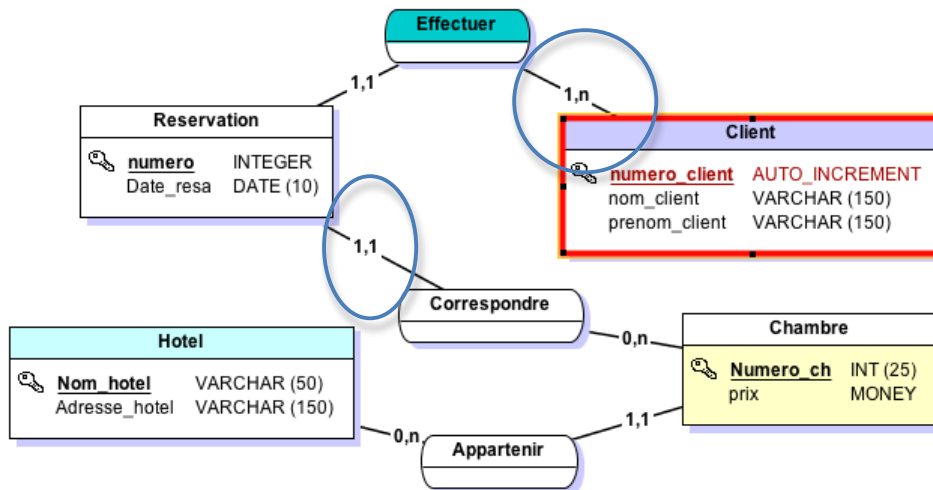 Effectuer
1,1
1,n
Reservation
numero INTEGER
Date_resa DATE (10)
Client
numero_client AUTO_INCREMENT
nom_client VARCHAR (150)
prenom_client VARCHAR (150)
1,1
Correspondre
0,n
Hotel
Nom_hotel VARCHAR (50)
Adresse_hotel VARCHAR (150)
Chambre
Numero_ch INT (25)
prix MONEY
0,n
Appartenir
1,1